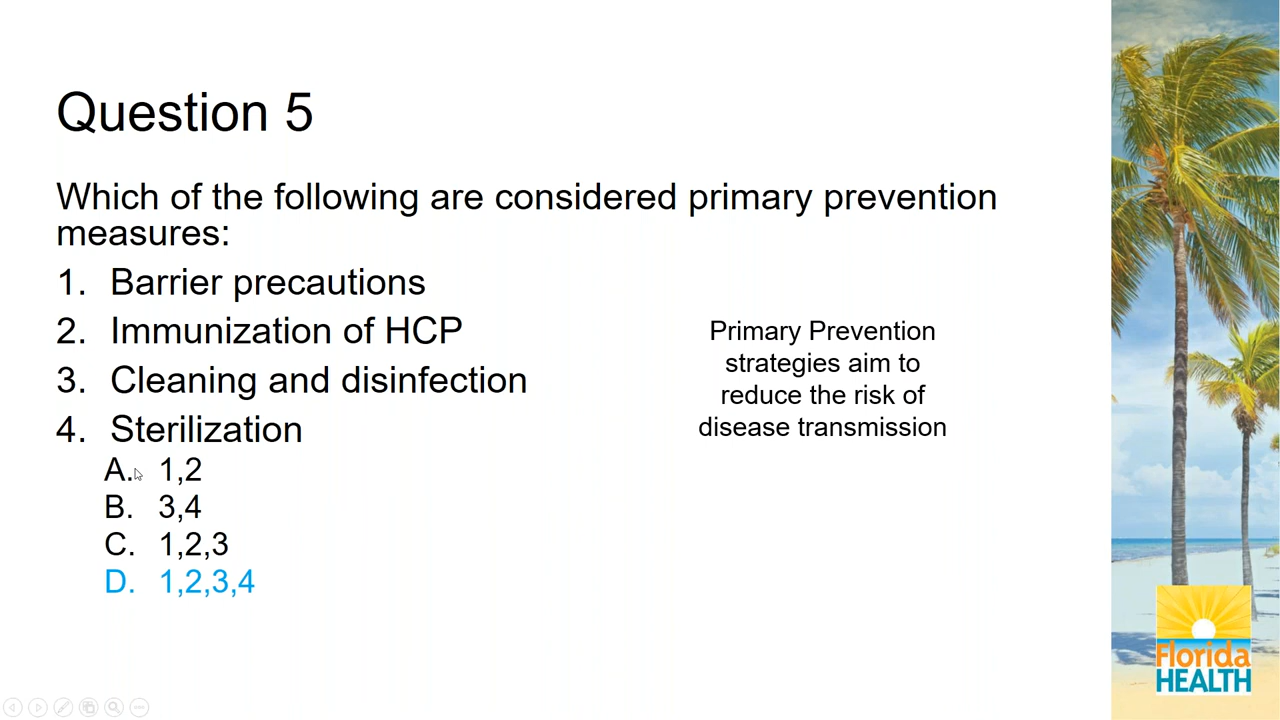 Question 5
Which of the following are considered primary prevention
measures:
1. Barrier precautions
2. Immunization of HCP
3. Cleaning and disinfection
4. Sterilization
A. 1,2
B. 3,4
C. 1,2,3
D. 1,2,3,4
Primary Prevention
strategies aim to
reduce the risk of
disease transmission
Florida
HEALTH